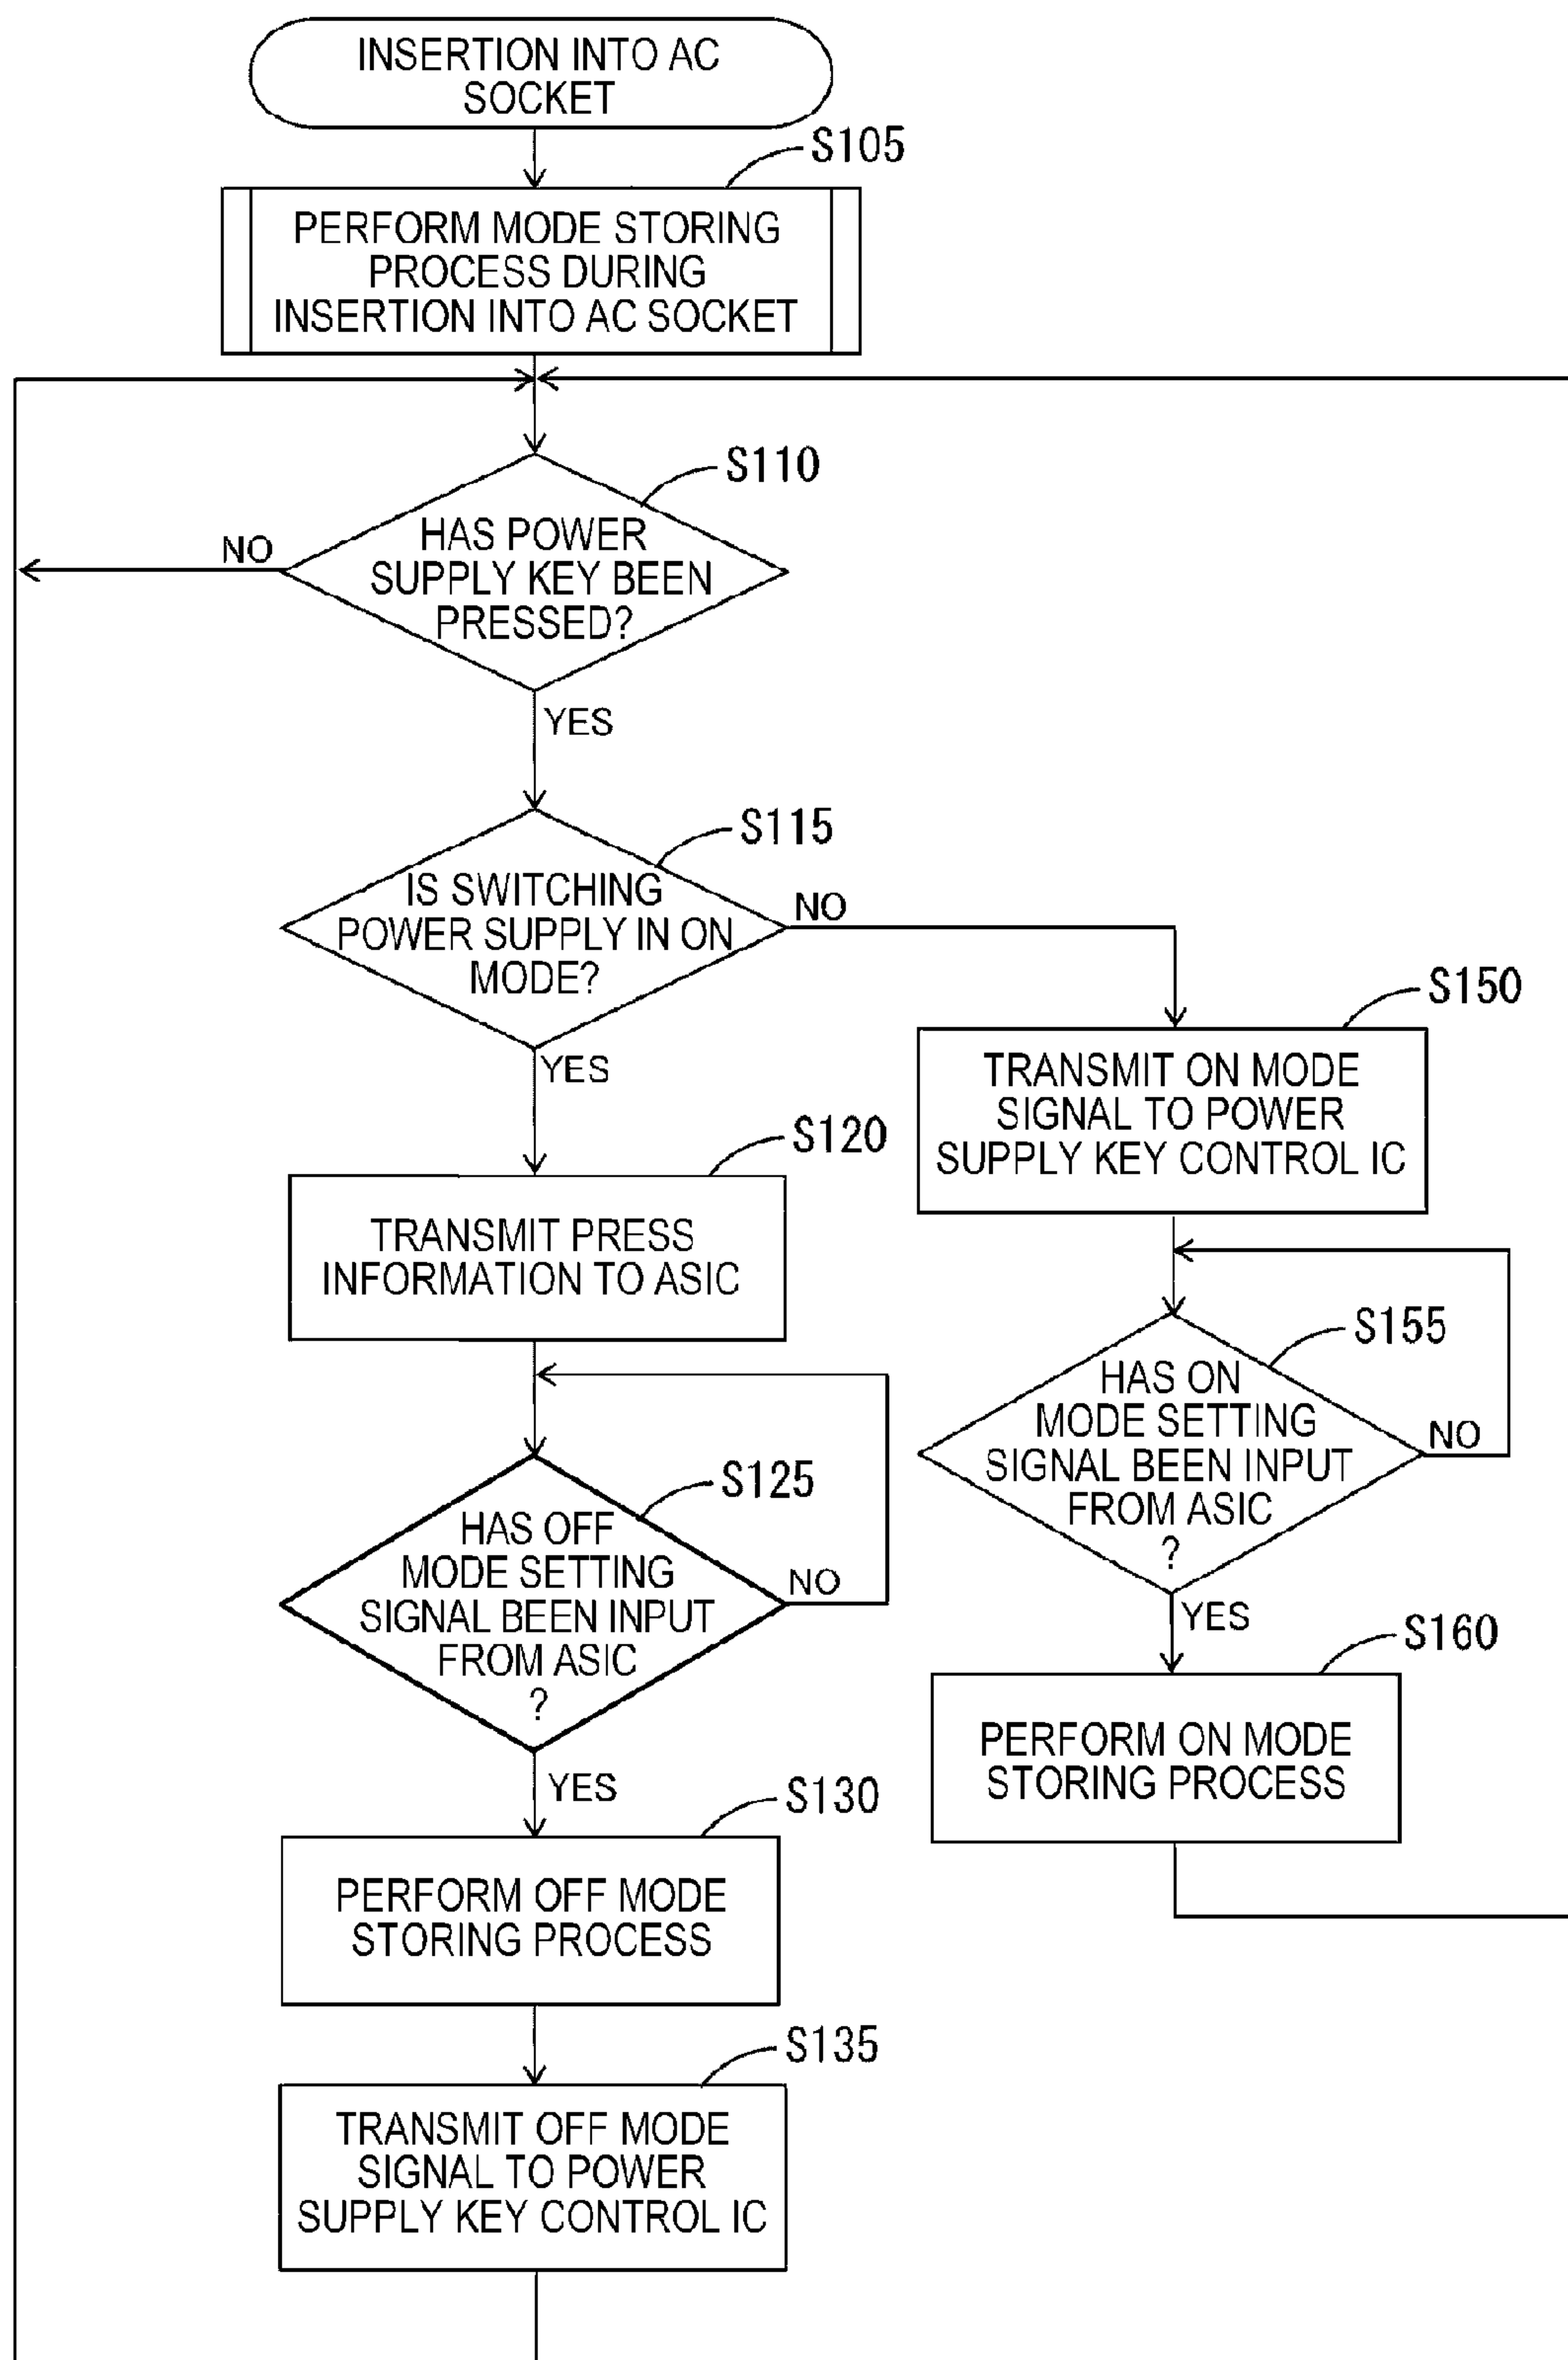 INSERTION INTO AC
SOCKET
S105
PERFORM MODE STORING
PROCESS DURING
INSERTION INTO AC SOCKET
S110
HAS POWER
SUPPLY KEY BEEN
PRESSED?
NO
YES
S115
IS SWITCHING
POWER SUPPLY IN ON
MODE?
NO
YES
S120
TRANSMIT PRESS
INFORMATION TO ASIC
S125
HAS OFF
MODE SETTING
SIGNAL BEEN INPUT
FROM ASIC
?
NO
YES
S130
PERFORM OFF MODE
STORING PROCESS
S135
TRANSMIT OFF MODE
SIGNAL TO POWER
SUPPLY KEY CONTROL IC
S150
TRANSMIT ON MODE
SIGNAL TO POWER
SUPPLY KEY CONTROL IC
S155
HAS ON
MODE SETTING
SIGNAL BEEN INPUT
FROM ASIC
?
NO
YES
S160
PERFORM ON MODE
STORING PROCESS